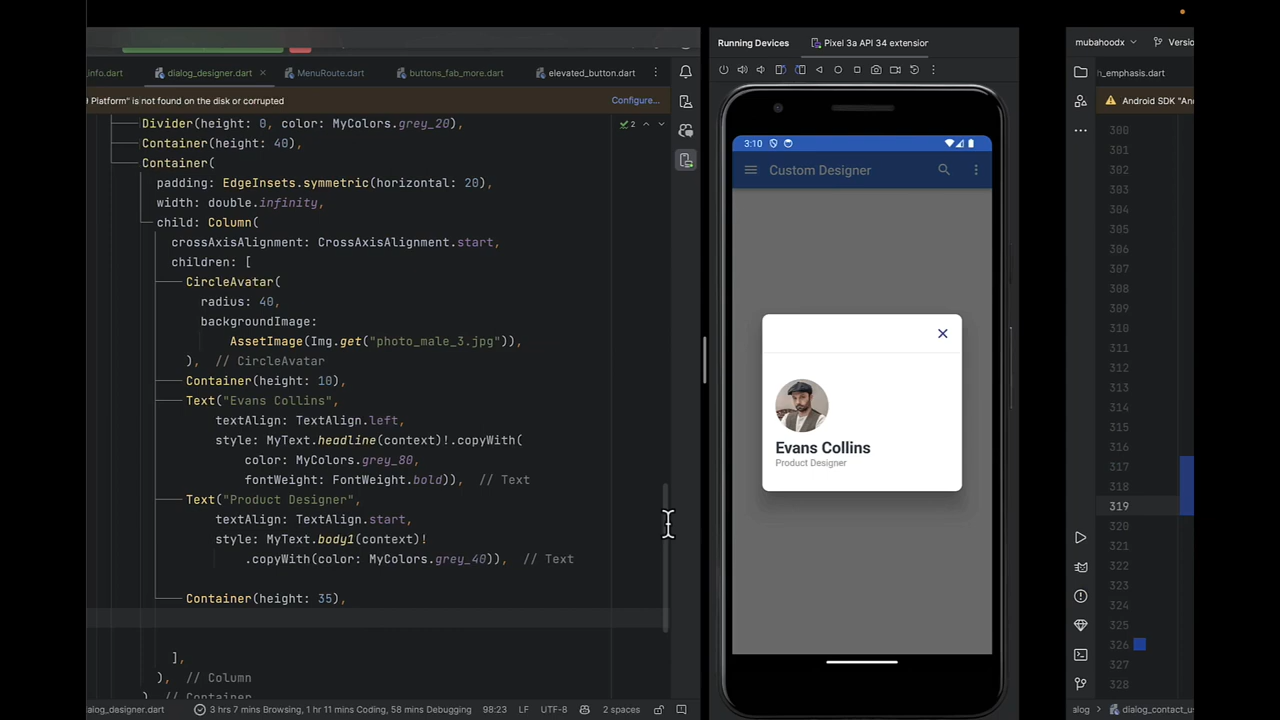 Running Devices
Pixel 3a API 34 extension
mubahoodx
Versio
_info.dart
dialog_designer.dart
MenuRoute.dart
buttons_fab_more.dart
elevated_button.dart
h_emphasis.dart
9 Platform" is not found on the disk or corrupted
Configure...
Android SDK "An
Divider(height: 0, color: MyColors.grey_20),
2
Container(height: 40),
Container(
padding: EdgeInsets.symmetric(horizontal: 20),
width: double.infinity,
child: Column(
crossAxisAlignment: CrossAxisAlignment.start,
children: [
CircleAvatar(
radius: 40,
backgroundImage:
AssetImage(Img.get("photo_male_3.jpg")),
), // CircleAvatar
Container(height: 10),
Text("Evans Collins",
textAlign: TextAlign.left,
style: MyText.headline(context)!.copyWith(
color: MyColors.grey_80,
fontWeight: FontWeight.bold)), // Text
Text("Product Designer",
textAlign: TextAlign.start,
style: MyText.body1(context)!
.copyWith(color: MyColors.grey_40)), // Text
Container(height: 35),
],
), // Column
) // Container
3:10
Custom Designer
Evans Collins
Product Designer
300
301
302
303
304
305
306
307
308
309
310
311
312
313
314
315
316
317
318
319
320
321
322
323
324
325
326
327
328
alog_designer.dart
3 hrs 7 mins Browsing, 1 hr 11 mins Coding, 58 mins Debugging
98:23
LF
UTF-8
2 spaces
alog
dialog_contact_us